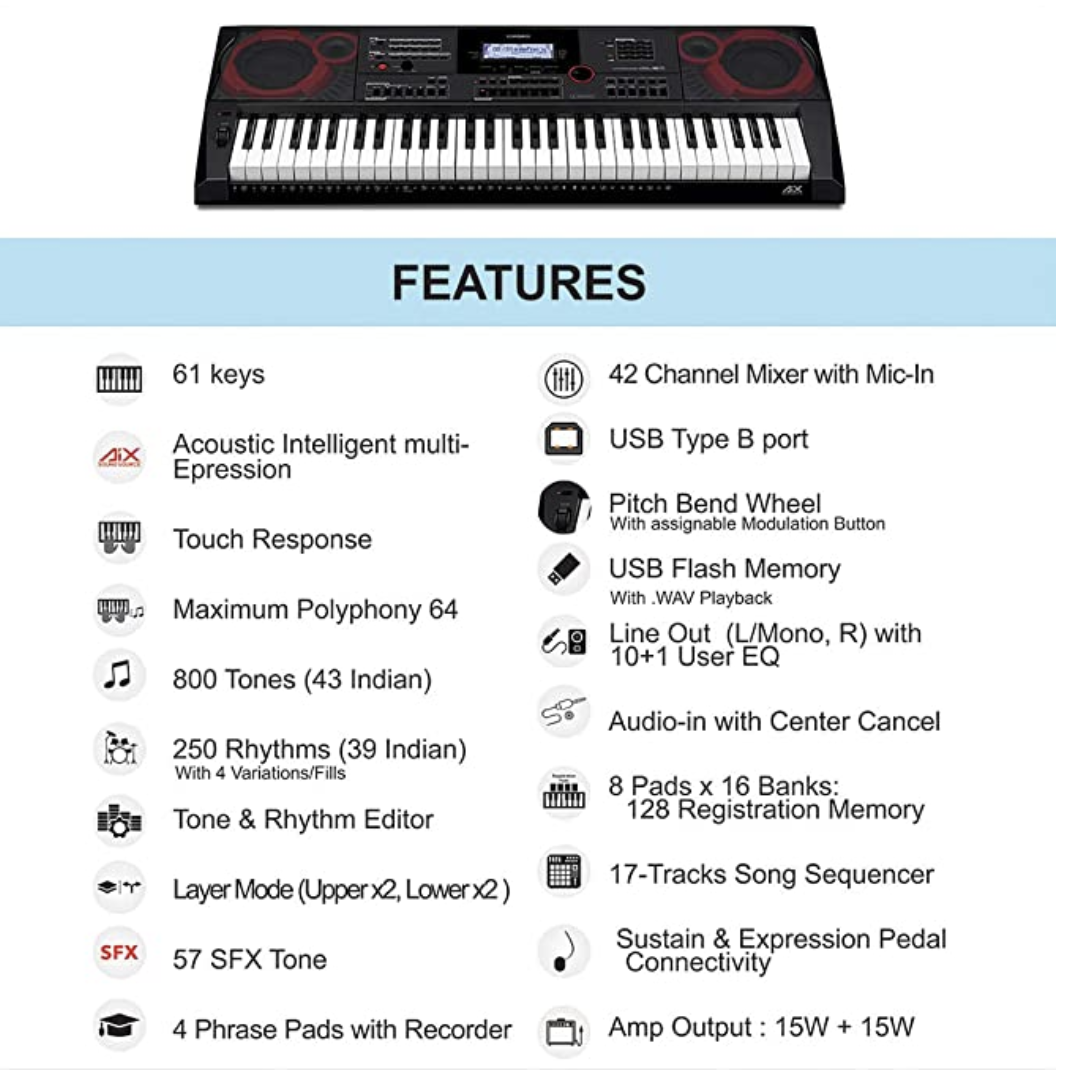 CASIO
AiX
FEATURES
61 keys
AiX
SOUND SOURCE
Acoustic Intelligent multi-
Epression
Touch Response
Maximum Polyphony 64
800 Tones (43 Indian)
250 Rhythms (39 Indian)
With 4 Variations/Fills
Tone & Rhythm Editor
Layer Mode (Upper x2, Lower x2 )
SFX
57 SFX Tone
4 Phrase Pads with Recorder
42 Channel Mixer with Mic-In
USB Type B port
Pitch Bend Wheel
With assignable Modulation Button
USB Flash Memory
With .WAV Playback
Line Out (L/Mono, R) with
10+1 User EQ
Audio-in with Center Cancel
8 Pads x 16 Banks:
128 Registration Memory
17-Tracks Song Sequencer
Sustain & Expression Pedal
Connectivity
Amp Output : 15W + 15W